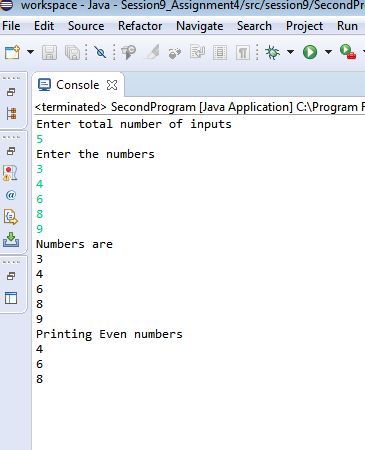 workspace - Java - Session9_Assignment4/src/session9/SecondPr
File Edit Source Refactor Navigate Search Project Run
Console
<terminated> SecondProgram [Java Application] C:\Program F
Enter total number of inputs
5
Enter the numbers
3
4
6
8
9
Numbers are
3
4
6
8
9
Printing Even numbers
4
6
8